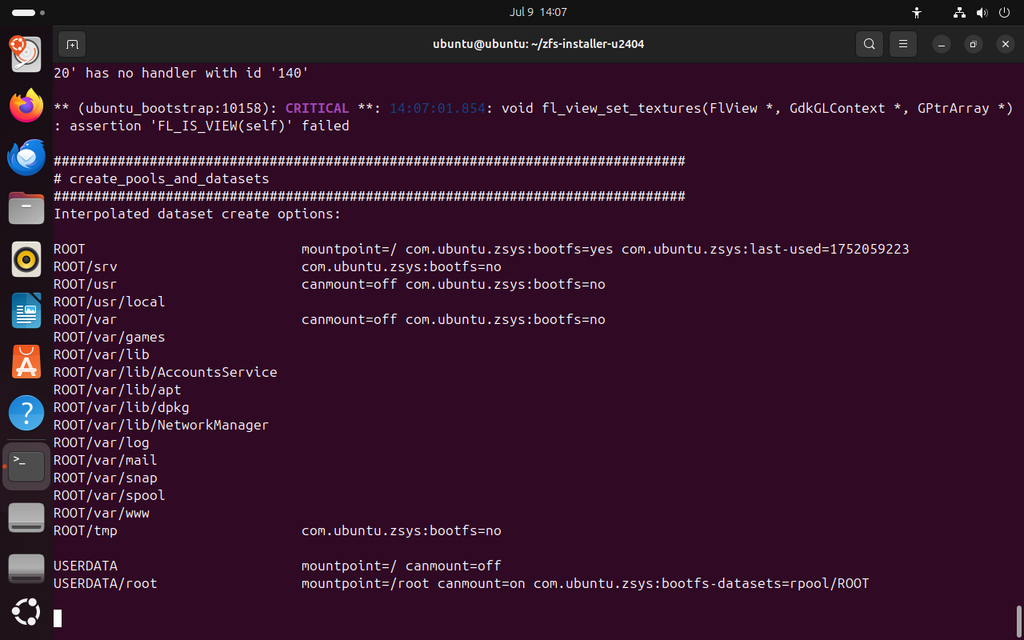 Jul 9 14:07
ubuntu@ubuntu: ~/zfs-installer-u2404
20' has no handler with id '140'
** (ubuntu_bootstrap:10158): CRITICAL **: 14:07:01.854: void fl_view_set_textures(FlView *, GdkGLContext *, GPtrArray *)
: assertion 'FL_IS_VIEW(self)' failed
###############################################################################
# create_pools_and_datasets
###############################################################################
Interpolated dataset create options:
ROOT                           mountpoint=/ com.ubuntu.zsys:bootfs=yes com.ubuntu.zsys:last-used=1752059223
ROOT/srv                       com.ubuntu.zsys:bootfs=no
ROOT/usr                       canmount=off com.ubuntu.zsys:bootfs=no
ROOT/usr/local
ROOT/var                       canmount=off com.ubuntu.zsys:bootfs=no
ROOT/var/games
ROOT/var/lib
ROOT/var/lib/AccountsService
ROOT/var/lib/apt
ROOT/var/lib/dpkg
ROOT/var/lib/NetworkManager
ROOT/var/log
ROOT/var/mail
ROOT/var/snap
ROOT/var/spool
ROOT/var/www
ROOT/tmp                       com.ubuntu.zsys:bootfs=no
USERDATA                       mountpoint=/ canmount=off
USERDATA/root                  mountpoint=/root canmount=on com.ubuntu.zsys:bootfs-datasets=rpool/ROOT